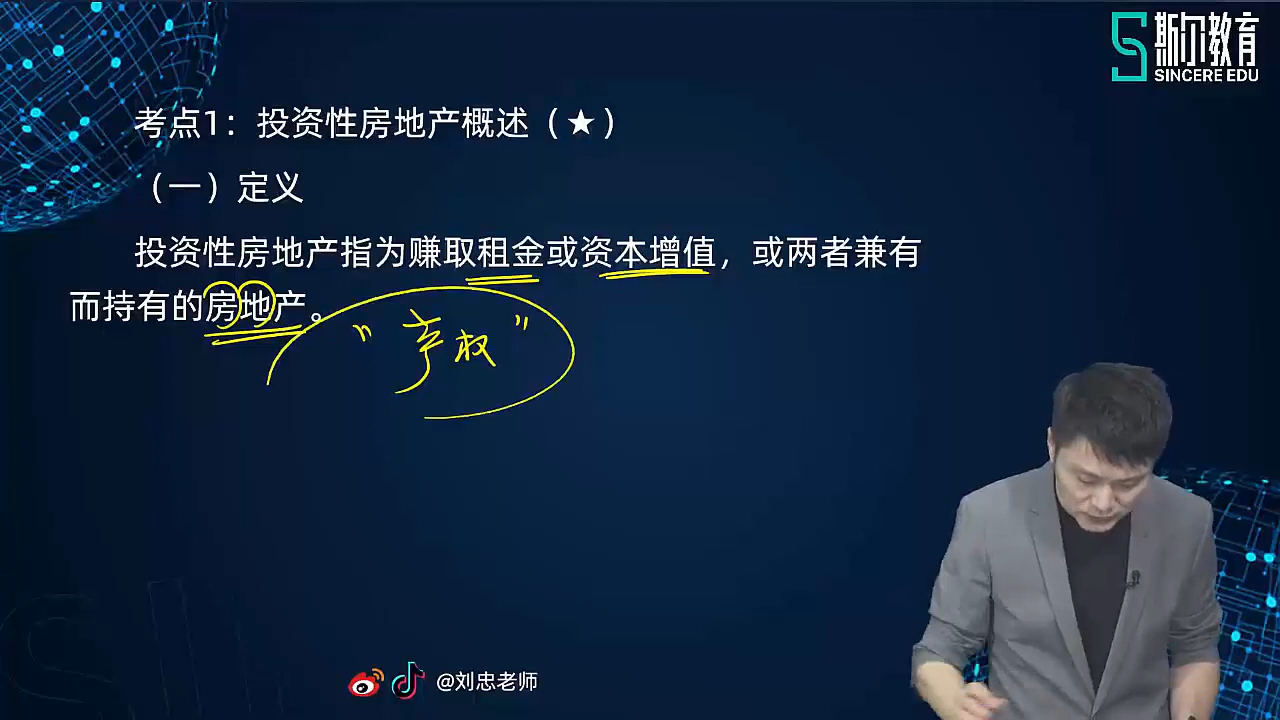 斯尔教育
SINCERE EDU
考点1：投资性房地产概述（★）
（一）定义
投资性房地产指为赚取租金或资本增值，或两者兼有
而持有的房地产。
“产权”
@刘忠老师